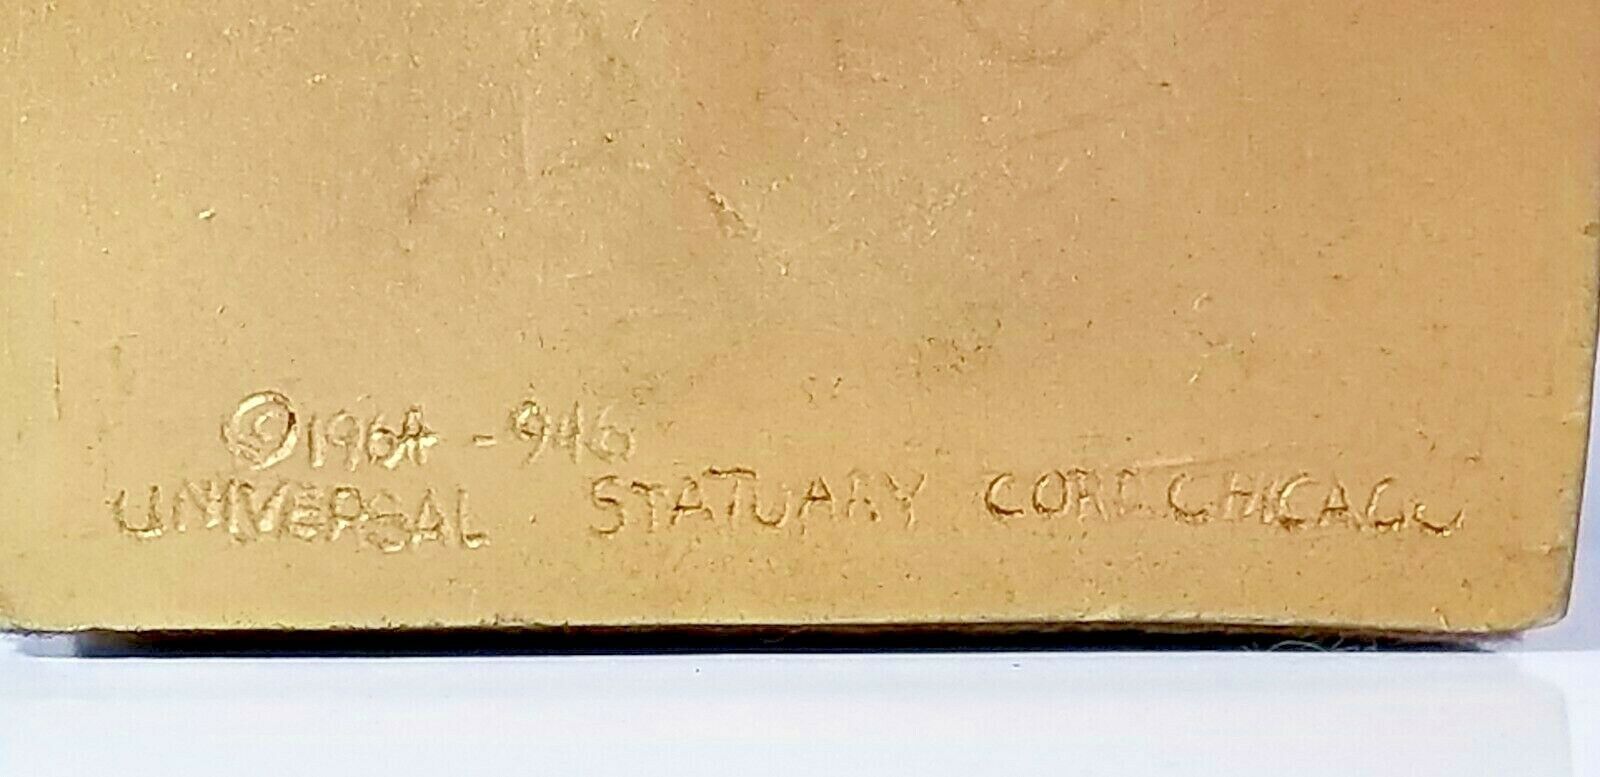 ©1964 - 946
UNIVERSAL STATUARY CORP. CHICAGO